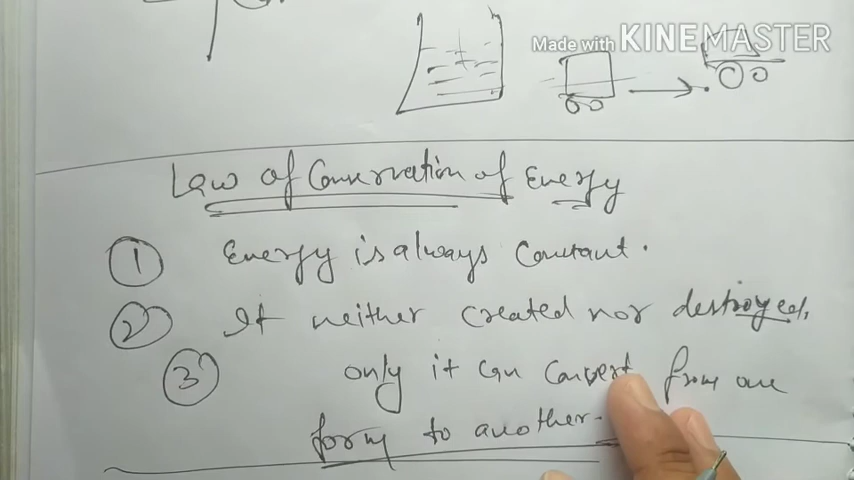 Made with KINEMASTER
Law of Conservation of Energy
1 Energy is always Constant.
2 It neither created nor destroyed,
3 only it can convert from one
form to another.